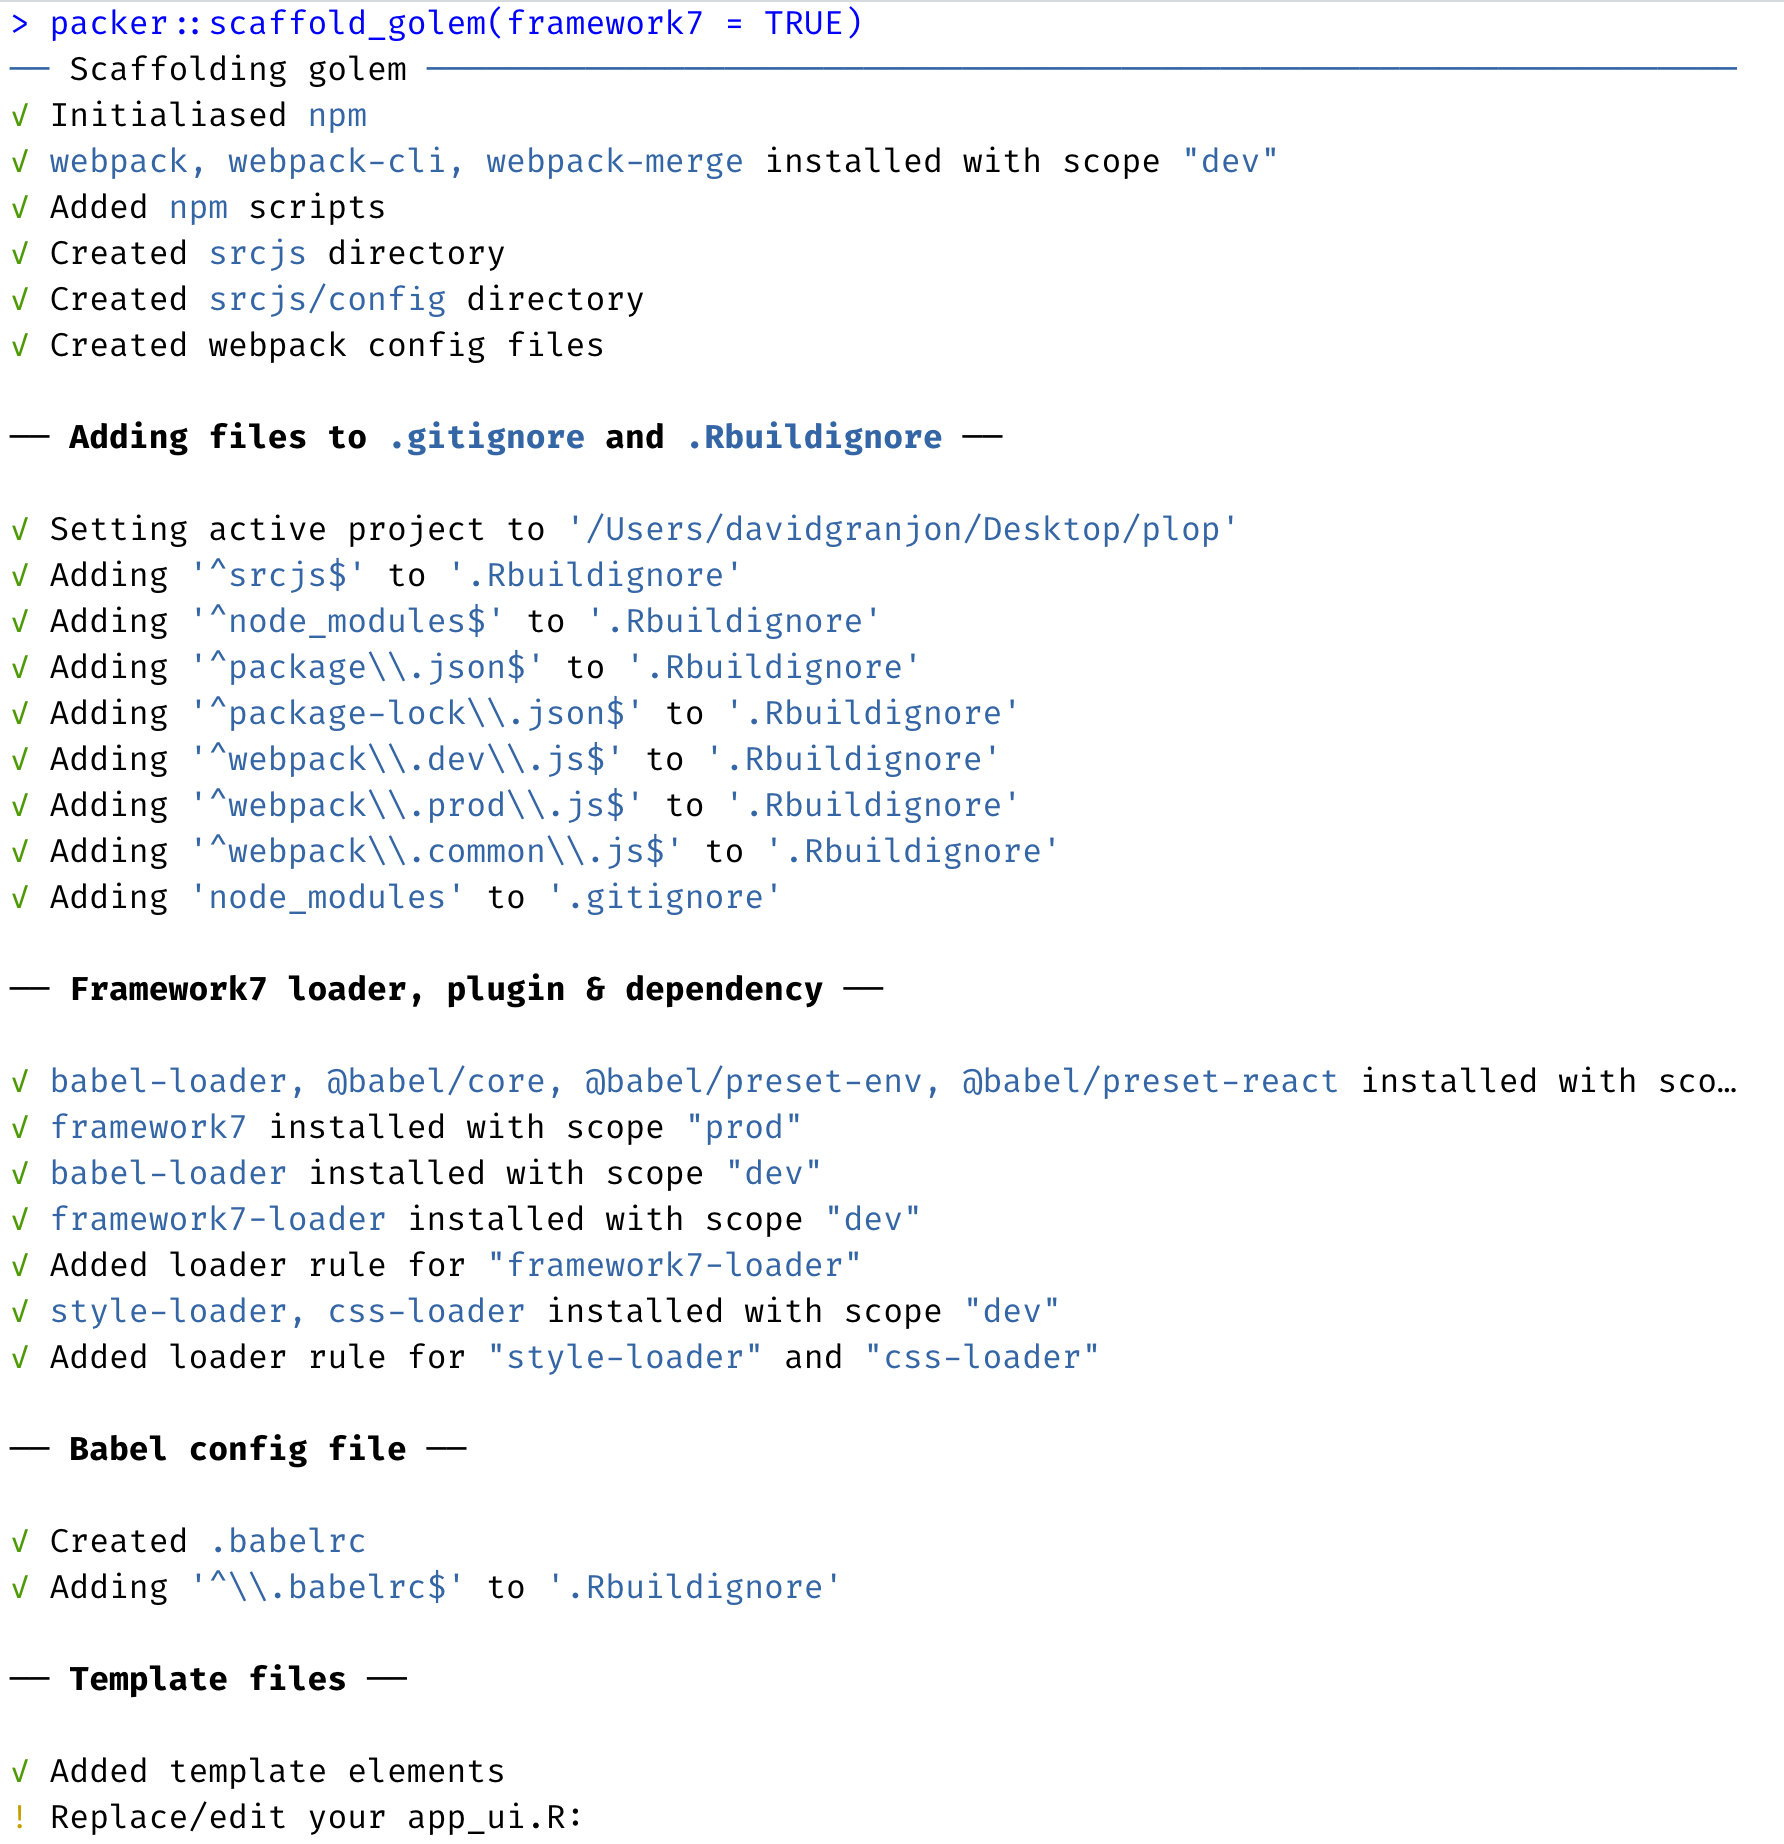 > packer::scaffold_golem(framework7 = TRUE)
── Scaffolding golem ──────────────────────────────────────────────────────────────────
√ Initialiased npm
√ webpack, webpack-cli, webpack-merge installed with scope "dev"
√ Added npm scripts
√ Created srcjs directory
√ Created srcjs/config directory
√ Created webpack config files
── Adding files to .gitignore and .Rbuildignore ──
√ Setting active project to '/Users/davidgranjon/Desktop/plop'
√ Adding '^srcjs$' to '.Rbuildignore'
√ Adding '^node_modules$' to '.Rbuildignore'
√ Adding '^package\\.json$' to '.Rbuildignore'
√ Adding '^package-lock\\.json$' to '.Rbuildignore'
√ Adding '^webpack\\.dev\\.js$' to '.Rbuildignore'
√ Adding '^webpack\\.prod\\.js$' to '.Rbuildignore'
√ Adding '^webpack\\.common\\.js$' to '.Rbuildignore'
√ Adding 'node_modules' to '.gitignore'
── Framework7 loader, plugin & dependency ──
√ babel-loader, @babel/core, @babel/preset-env, @babel/preset-react installed with sco…
√ framework7 installed with scope "prod"
√ babel-loader installed with scope "dev"
√ framework7-loader installed with scope "dev"
√ Added loader rule for "framework7-loader"
√ style-loader, css-loader installed with scope "dev"
√ Added loader rule for "style-loader" and "css-loader"
── Babel config file ──
√ Created .babelrc
√ Adding '^\\.babelrc$' to '.Rbuildignore'
── Template files ──
√ Added template elements
! Replace/edit your app_ui.R: